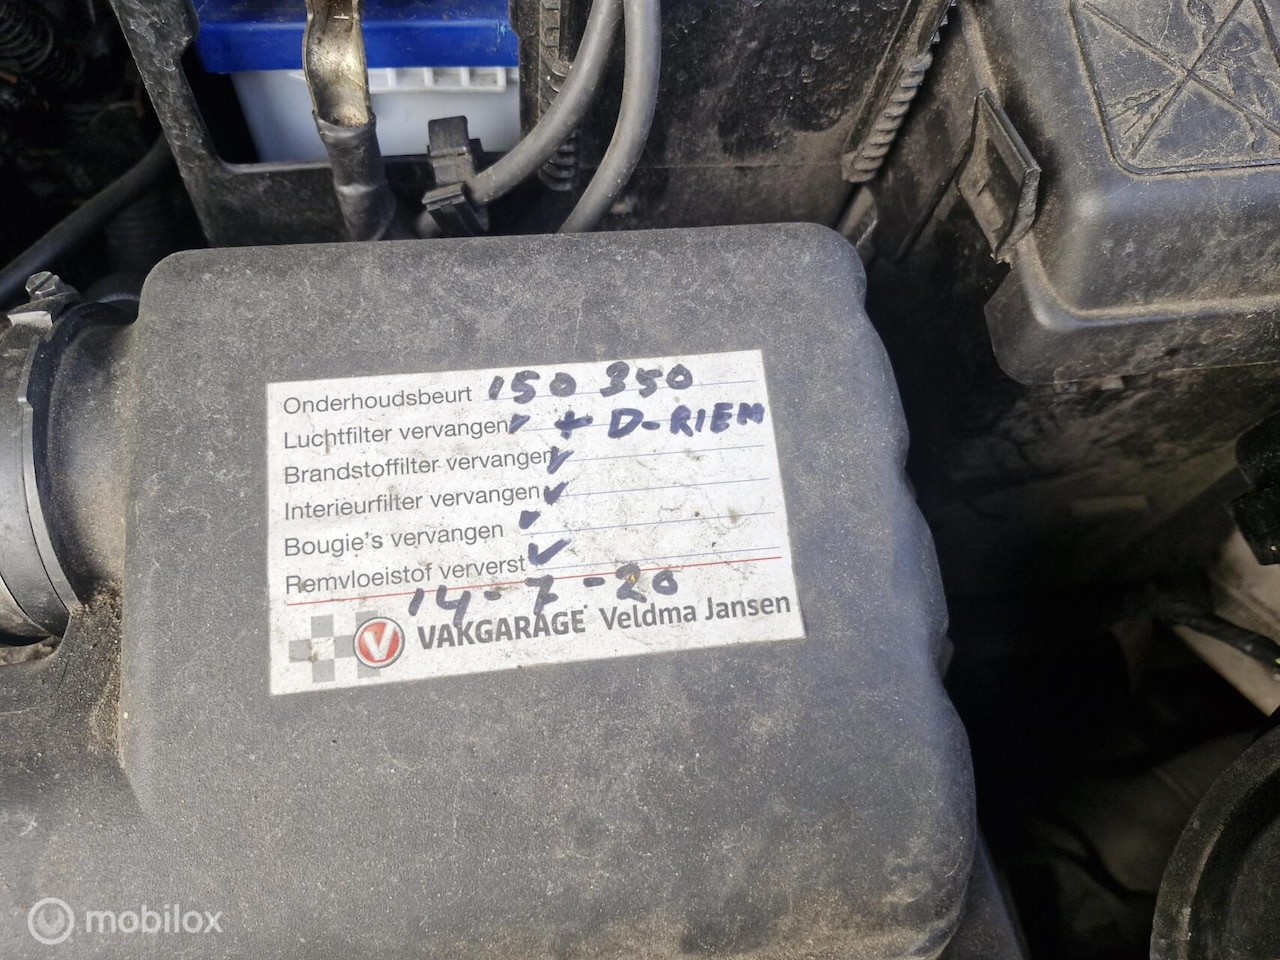 Onderhoudsbeurt 150 350
Luchtfilter vervangen ✓ + D-RIEM
Brandstoffilter vervangen ✓
Interieurfilter vervangen ✓
Bougie's vervangen ✓
Remvloeistof ververst ✓
14-7-20
V VAKGARAGE Veldma Jansen
mobilox